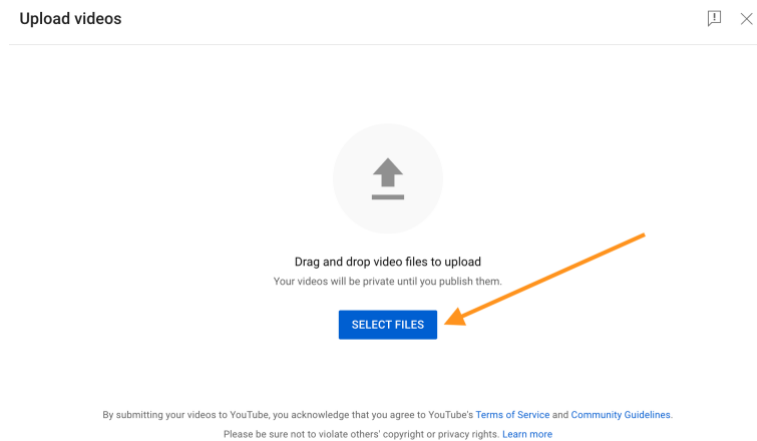 Upload videos
Drag and drop video files to upload
Your videos will be private until you publish them.
SELECT FILES
By submitting your videos to YouTube, you acknowledge that you agree to YouTube's Terms of Service and Community Guidelines.
Please be sure not to violate others' copyright or privacy rights. Learn more